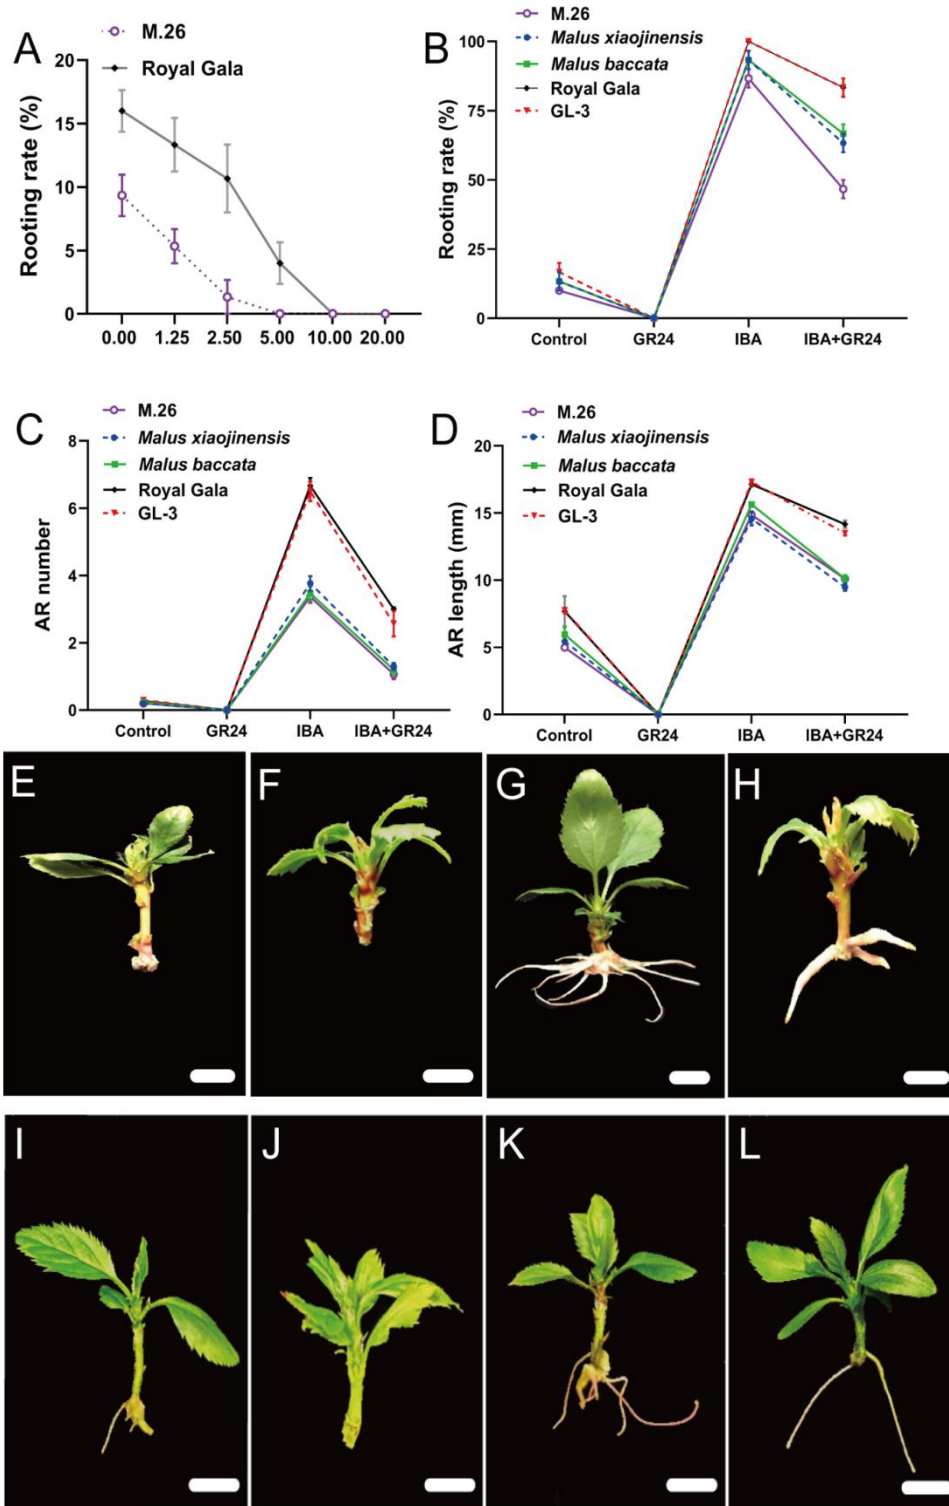 A
M.26
Royal Gala
Rooting rate (%)
20
15
10
5
0
0.00 1.25 2.50 5.00 10.00 20.00
B
M.26
Malus xiaojinensis
Malus baccata
Royal Gala
GL-3
Rooting rate (%)
100
75
50
25
0
Control GR24 IBA IBA+GR24
C
M.26
Malus xiaojinensis
Malus baccata
Royal Gala
GL-3
AR number
8
6
4
2
0
Control GR24 IBA IBA+GR24
D
M.26
Malus xiaojinensis
Malus baccata
Royal Gala
GL-3
AR length (mm)
20
15
10
5
0
Control GR24 IBA IBA+GR24
E
F
G
H
I
J
K
L